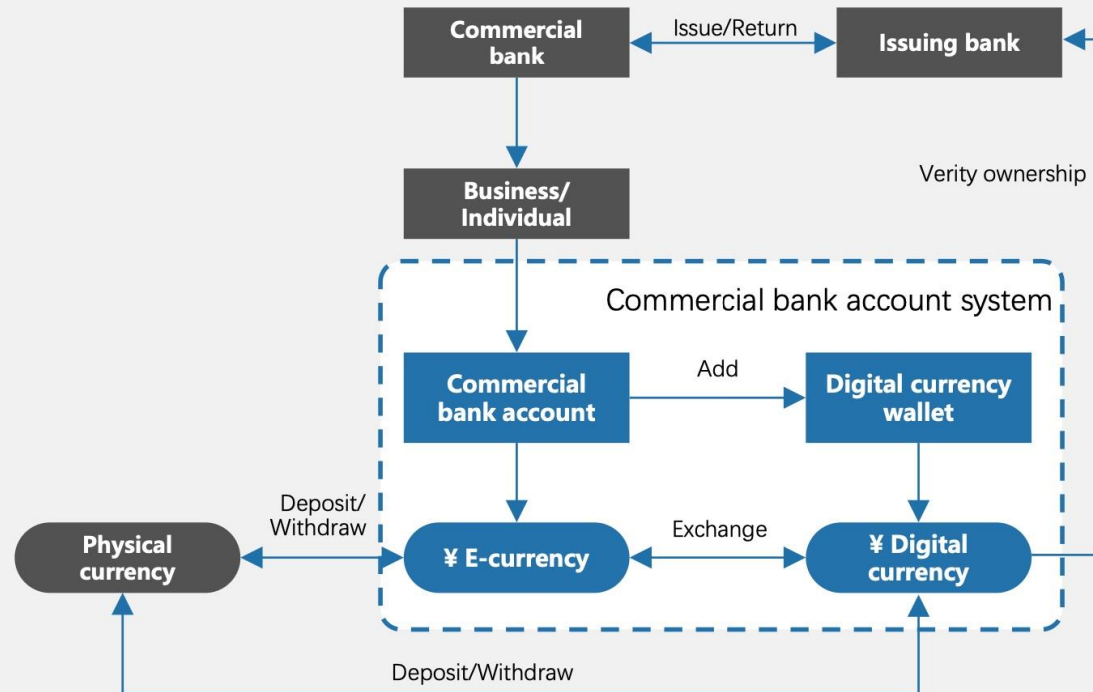 Commercial
bank
Issue/Return
Issuing bank
Verity ownership
Business/
Individual
Commercial bank account system
Commercial
bank account
Add
Digital currency
wallet
Deposit/
Withdraw
Physical
currency
¥ E-currency
Exchange
¥ Digital
currency
Deposit/Withdraw